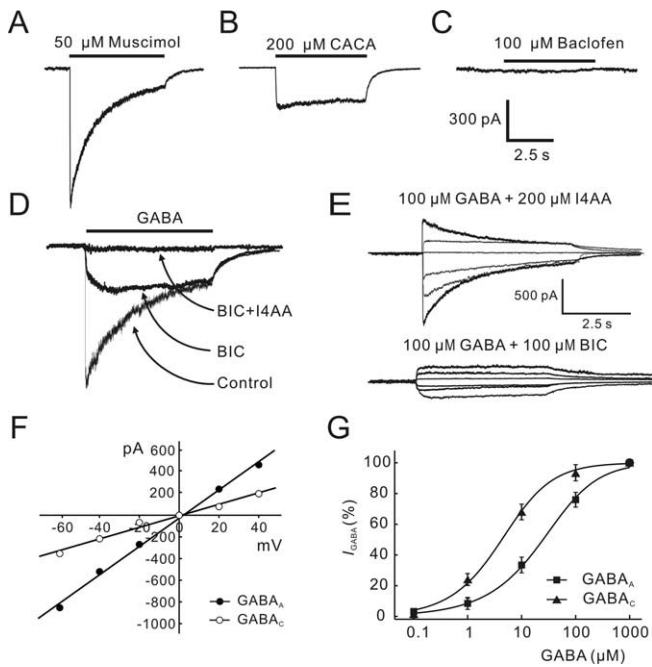 A
50 μM Muscimol
B
200 μM CACA
C
100 μM Baclofen
300 pA
2.5 s
D
GABA
BIC+I4AA
BIC
Control
E
100 μM GABA + 200 μM I4AA
500 pA
2.5 s
100 μM GABA + 100 μM BIC
F
pA
600
400
200
-60
-40
-20
0
20
40
mV
-200
-400
-600
-800
-1000
GABAA
GABAC
G
IGABA (%)
100
80
60
40
20
0
0.1
1
10
100
1000
GABA (μM)
GABAA
GABAC